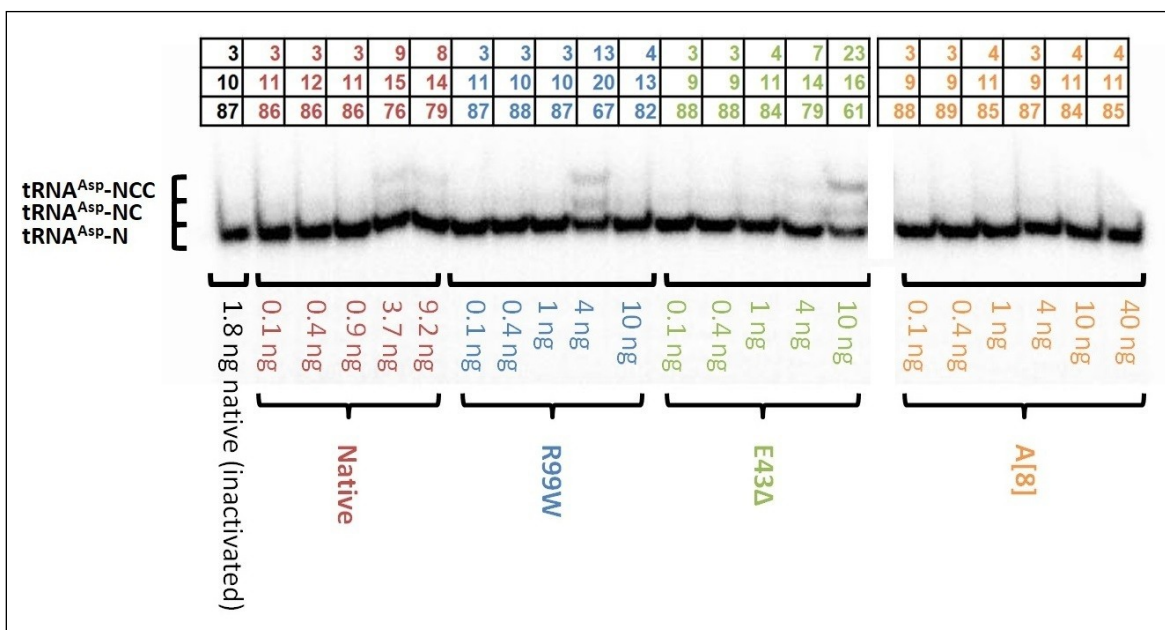 3 3 3 3 9 8 3 3 3 13 4 3 3 4 7 23 3 3 4 3 4 4
10 11 12 11 15 14 11 10 10 20 13 9 9 11 14 16 9 9 11 9 11 11
87 86 86 86 76 79 87 88 87 67 82 88 88 84 79 61 88 89 85 87 84 85
tRNAAsp-NCC
tRNAAsp-NC
tRNAAsp-N
1.8 ng native (inactivated)
0.1 ng
0.4 ng
0.9 ng
3.7 ng
9.2 ng
0.1 ng
0.4 ng
1 ng
4 ng
10 ng
0.1 ng
0.4 ng
1 ng
4 ng
10 ng
0.1 ng
0.4 ng
1 ng
4 ng
10 ng
40 ng
Native
R99W
E43Δ
A[8]